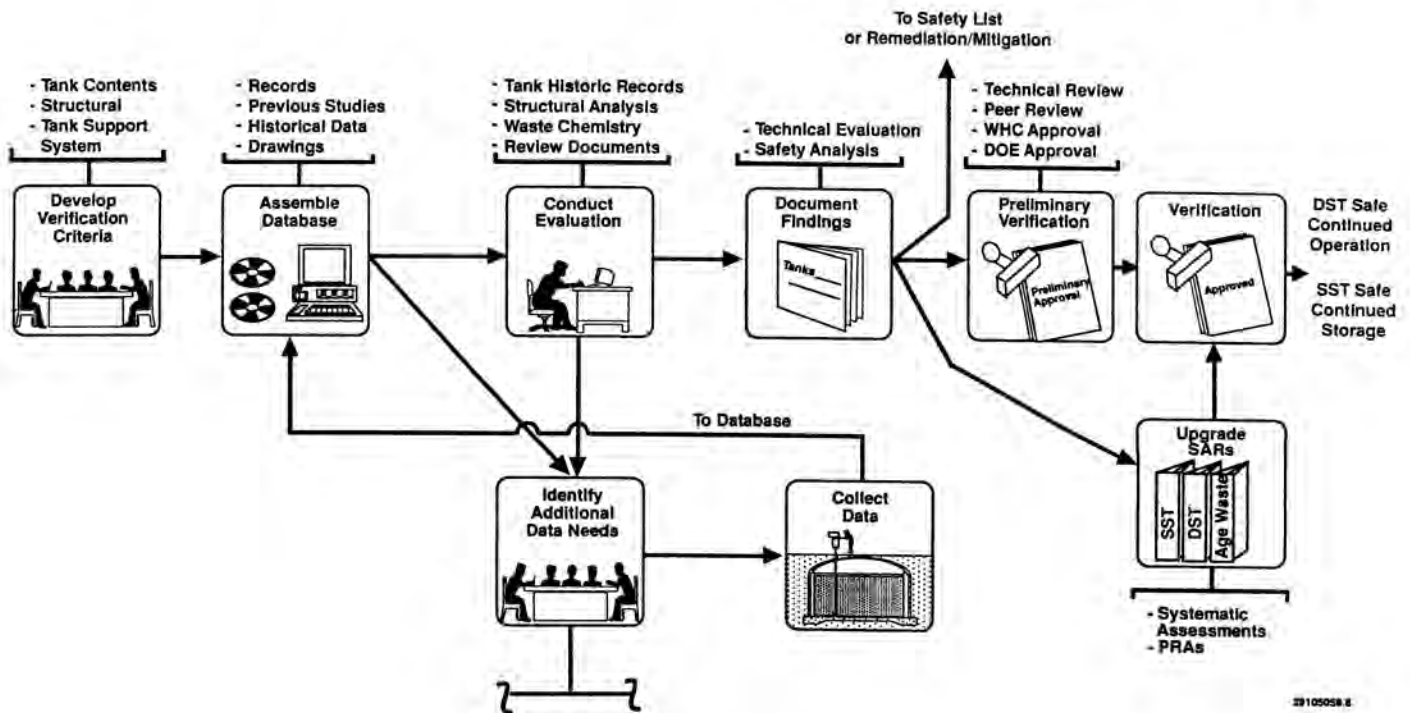 To Safety List
or Remediation/Mitigation
- Tank Contents
- Structural
- Tank Support
System
- Records
- Previous Studies
- Historical Data
- Drawings
- Tank Historic Records
- Structural Analysis
- Waste Chemistry
- Review Documents
- Technical Evaluation
- Safety Analysis
- Technical Review
- Peer Review
- WHC Approval
- DOE Approval
Develop
Verification
Criteria
Assemble
Database
Conduct
Evaluation
Document
Findings
Tanks
Preliminary
Verification
Preliminary
Approval
Verification
Approved
DST Safe
Continued
Operation
SST Safe
Continued
Storage
To Database
Identify
Additional
Data Needs
Collect
Data
Upgrade
SARs
SST
DST
Age Waste
- Systematic
Assessments
- PRAs
29105059.8